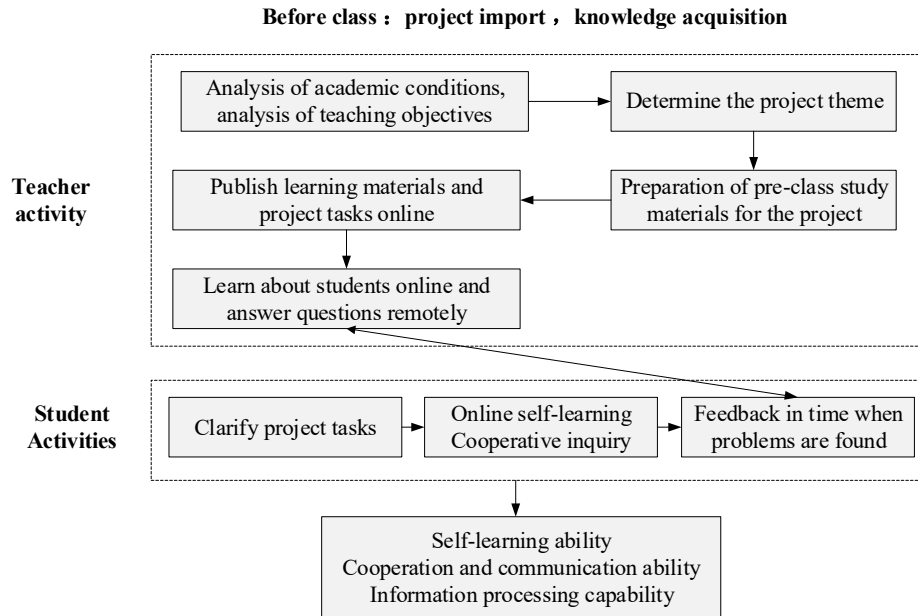 Before class：project import，knowledge acquisition
Teacher
activity
Analysis of academic conditions,
analysis of teaching objectives
Determine the project theme
Preparation of pre-class study
materials for the project
Publish learning materials and
project tasks online
Learn about students online and
answer questions remotely
Student
Activities
Clarify project tasks
Online self-learning
Cooperative inquiry
Feedback in time when
problems are found
Self-learning ability
Cooperation and communication ability
Information processing capability